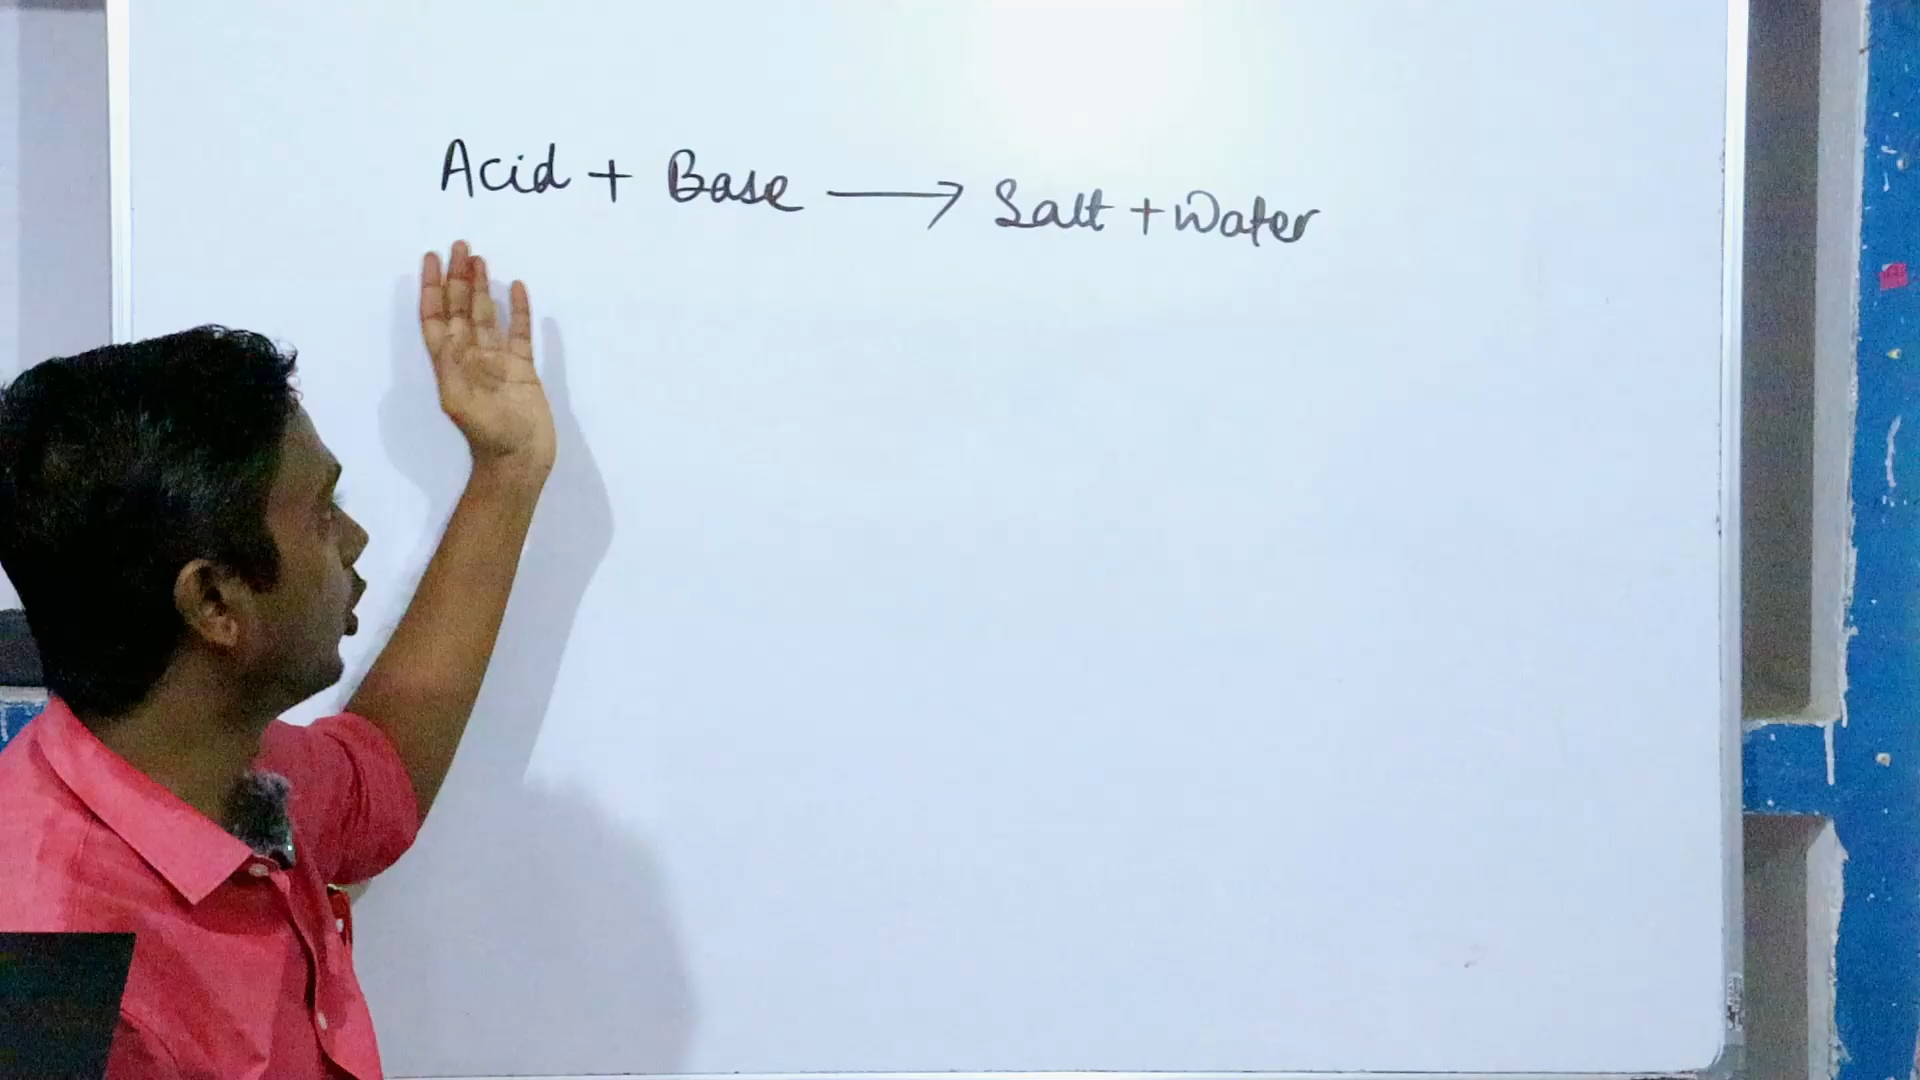 Acid + Base ⟶ Salt + Water